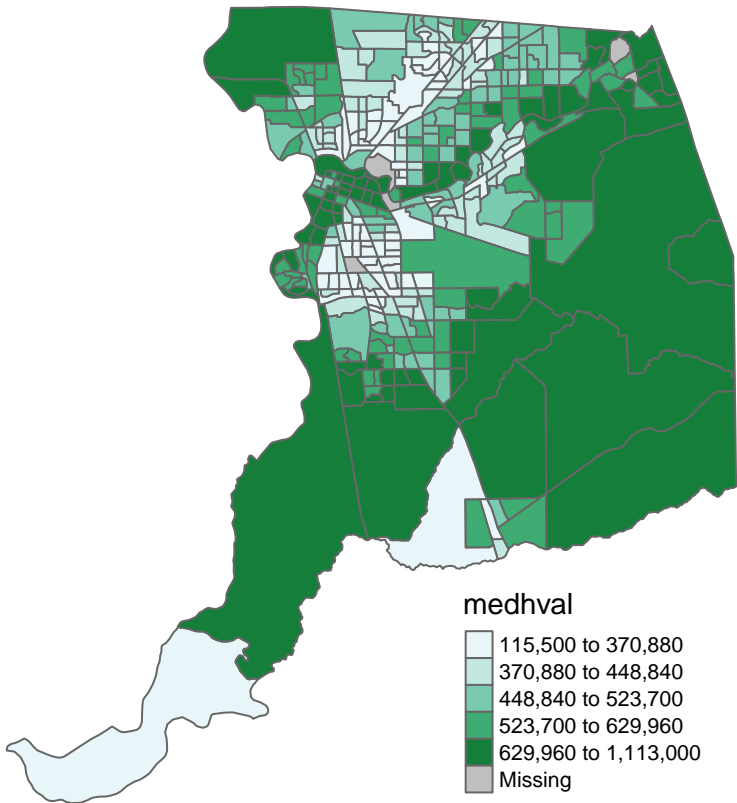 medhval
115,500 to 370,880
370,880 to 448,840
448,840 to 523,700
523,700 to 629,960
629,960 to 1,113,000
Missing